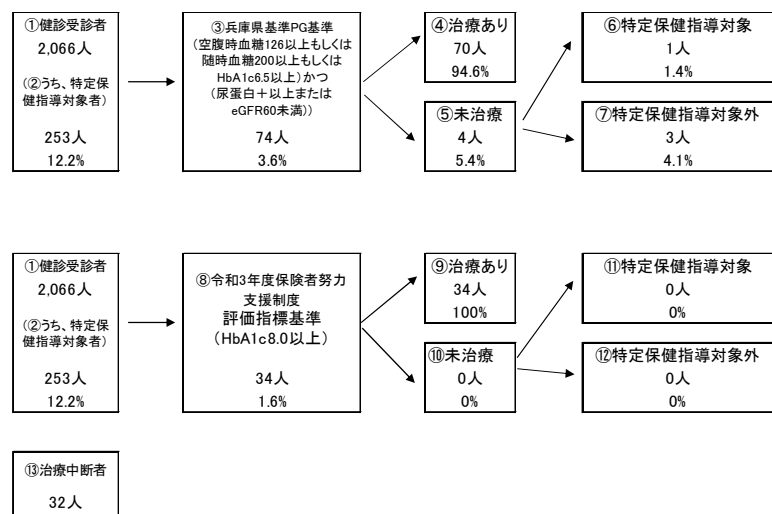 ①健診受診者
2,066人
(②うち、特定保
健指導対象者)
253人
12.2%
③兵庫県基準PG基準
(空腹時血糖126以上もしくは
随時血糖200以上もしくは
HbA1c6.5以上)かつ
(尿蛋白+以上または
eGFR60未満))
74人
3.6%
④治療あり
70人
94.6%
⑤未治療
4人
5.4%
⑥特定保健指導対象
1人
1.4%
⑦特定保健指導対象外
3人
4.1%
①健診受診者
2,066人
(②うち、特定保
健指導対象者)
253人
12.2%
⑧令和3年度保険者努力
支援制度
評価指標基準
(HbA1c8.0以上)
34人
1.6%
⑨治療あり
34人
100%
⑩未治療
0人
0%
⑪特定保健指導対象
0人
0%
⑫特定保健指導対象外
0人
0%
⑬治療中断者
32人